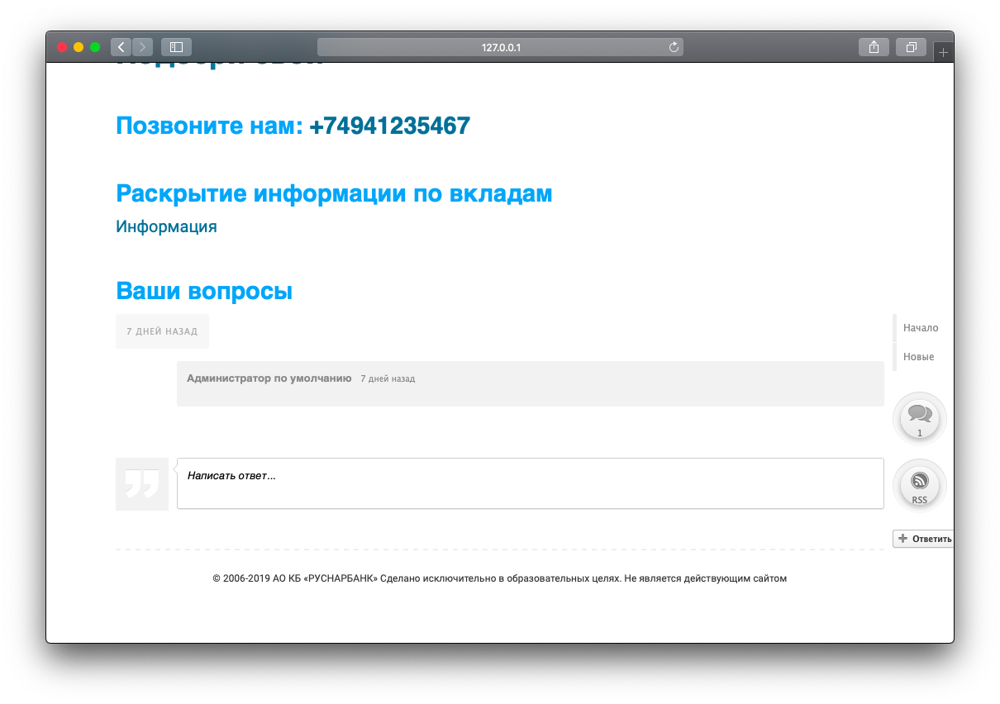 127.0.0.1
Подбери свой
Позвоните нам: +74941235467
Раскрытие информации по вкладам
Информация
Ваши вопросы
7 ДНЕЙ НАЗАД
Начало
Новые
Администратор по умолчанию 7 дней назад
1
Написать ответ...
RSS
Ответить
© 2006-2019 АО КБ «РУСНАРБАНК» Сделано исключительно в образовательных целях. Не является действующим сайтом